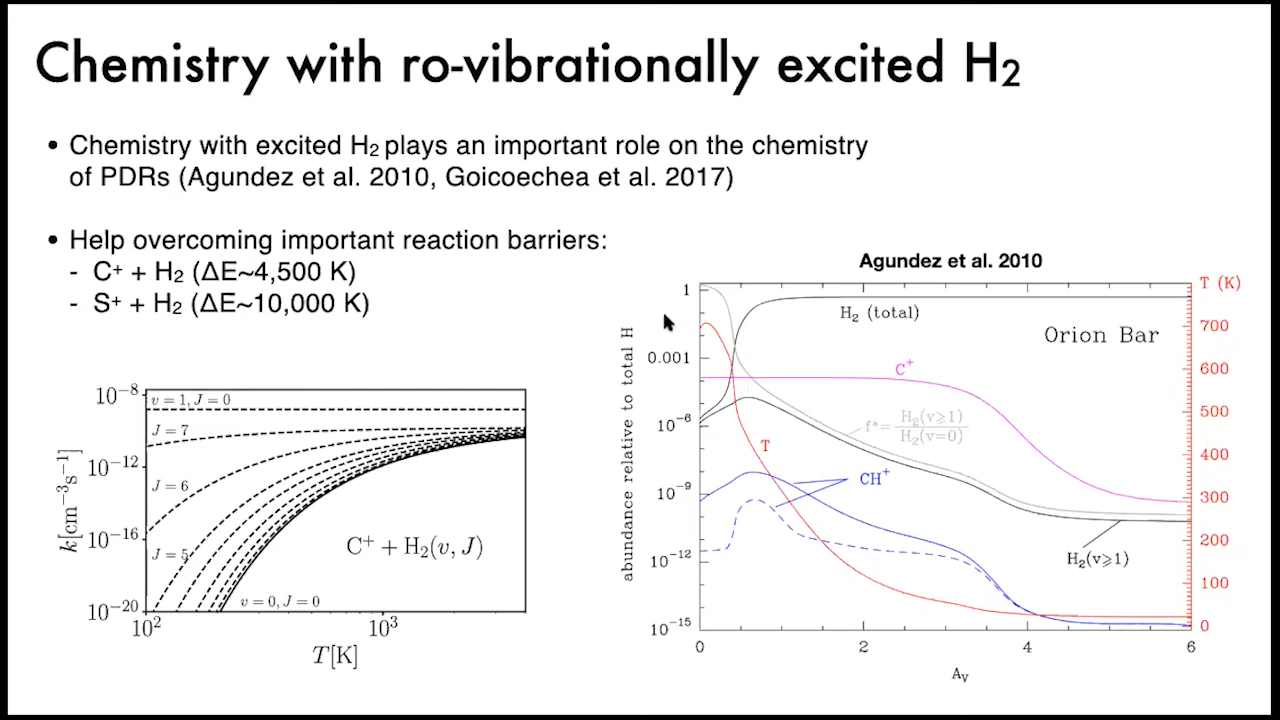 Chemistry with ro-vibrationally excited H₂
• Chemistry with excited H₂ plays an important role on the chemistry
of PDRs (Agundez et al. 2010, Goicoechea et al. 2017)
• Help overcoming important reaction barriers:
- C⁺ + H₂ (ΔE~4,500 K)
- S⁺ + H₂ (ΔE~10,000 K)
k[cm⁻³s⁻¹]
10⁻⁸
10⁻¹²
10⁻¹⁶
10⁻²⁰
v = 1, J = 0
J = 7
J = 6
J = 5
v = 0, J = 0
C⁺ + H₂(v, J)
10² 10³
T[K]
Agundez et al. 2010
abundance relative to total H
1
0.001
10⁻⁶
10⁻⁹
10⁻¹²
10⁻¹⁵
H₂ (total)
Orion Bar
C⁺
f*= H₂(v⩾1)
H₂(v=0)
T
CH⁺
H₂(v⩾1)
T (K)
700
600
500
400
300
200
100
0
0 2 4 6
Aᵥ